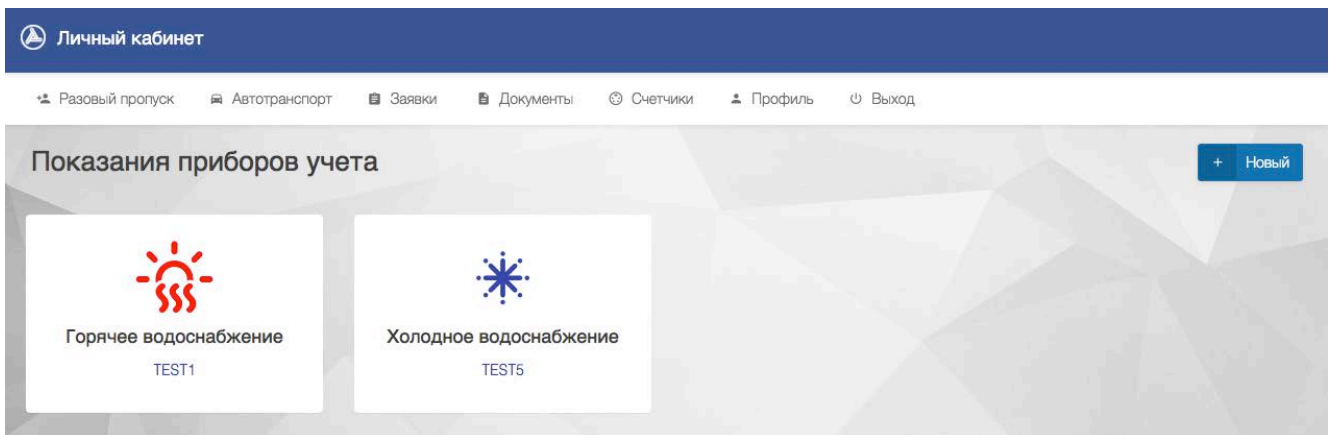 Личный кабинет
Разовый пропуск Автотранспорт Заявки Документы Счетчики Профиль Выход
Показания приборов учета
+ Новый
Горячее водоснабжение Холодное водоснабжение
TEST1 TEST5